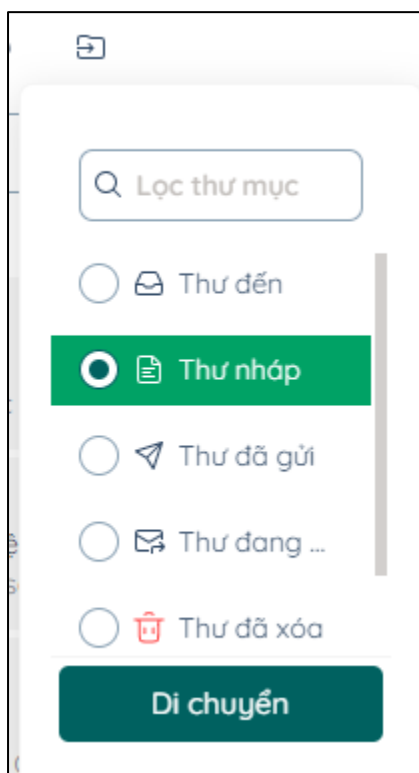 Lọc thư mục
Thư đến
Thư nháp
Thư đã gửi
Thư đang ...
Thư đã xóa
Di chuyển